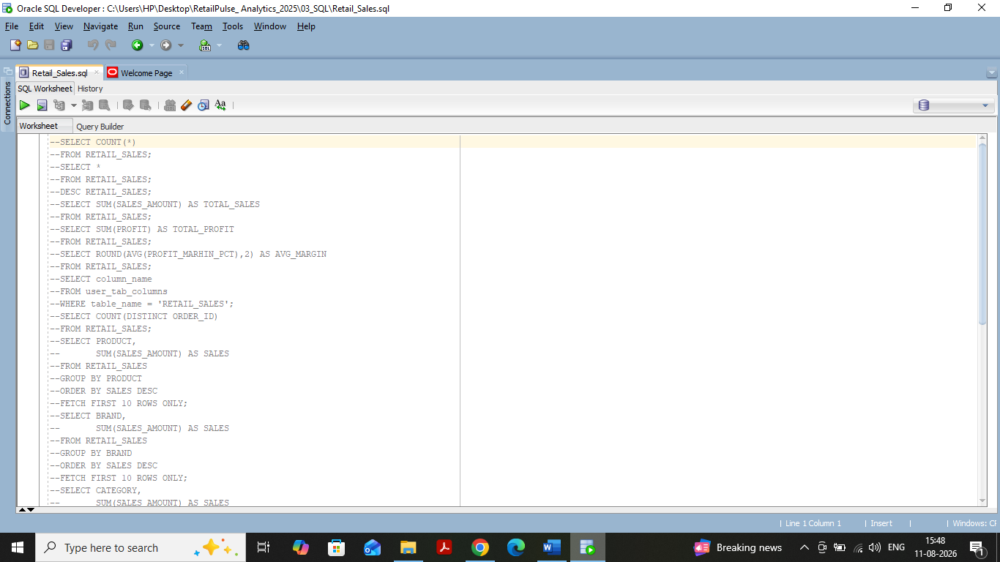 Oracle SQL Developer : C:\Users\HP\Desktop\RetailPulse_ Analytics_2025\03_SQL\Retail_Sales.sql
File Edit View Navigate Run Source Team Tools Window Help
Retail_Sales.sql Welcome Page
SQL Worksheet History
Connections
Worksheet Query Builder
--SELECT COUNT(*)
--FROM RETAIL_SALES;
--SELECT *
--FROM RETAIL_SALES;
--DESC RETAIL_SALES;
--SELECT SUM(SALES_AMOUNT) AS TOTAL_SALES
--FROM RETAIL_SALES;
--SELECT SUM(PROFIT) AS TOTAL_PROFIT
--FROM RETAIL_SALES;
--SELECT ROUND(AVG(PROFIT_MARHIN_PCT),2) AS AVG_MARGIN
--FROM RETAIL_SALES;
--SELECT column_name
--FROM user_tab_columns
--WHERE table_name = 'RETAIL_SALES';
--SELECT COUNT(DISTINCT ORDER_ID)
--FROM RETAIL_SALES;
--SELECT PRODUCT,
--       SUM(SALES_AMOUNT) AS SALES
--FROM RETAIL_SALES
--GROUP BY PRODUCT
--ORDER BY SALES DESC
--FETCH FIRST 10 ROWS ONLY;
--SELECT BRAND,
--       SUM(SALES_AMOUNT) AS SALES
--FROM RETAIL_SALES
--GROUP BY BRAND
--ORDER BY SALES DESC
--FETCH FIRST 10 ROWS ONLY;
--SELECT CATEGORY,
--       SUM(SALES_AMOUNT) AS SALES
Line 1 Column 1 Insert Windows: CF
Type here to search
Breaking news
ENG
15:48
11-08-2026
1